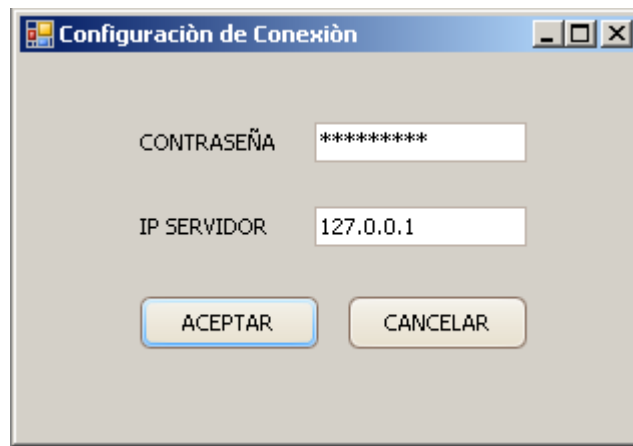 Configuraciòn de Conexiòn
CONTRASEÑA *********
IP SERVIDOR 127.0.0.1
ACEPTAR CANCELAR